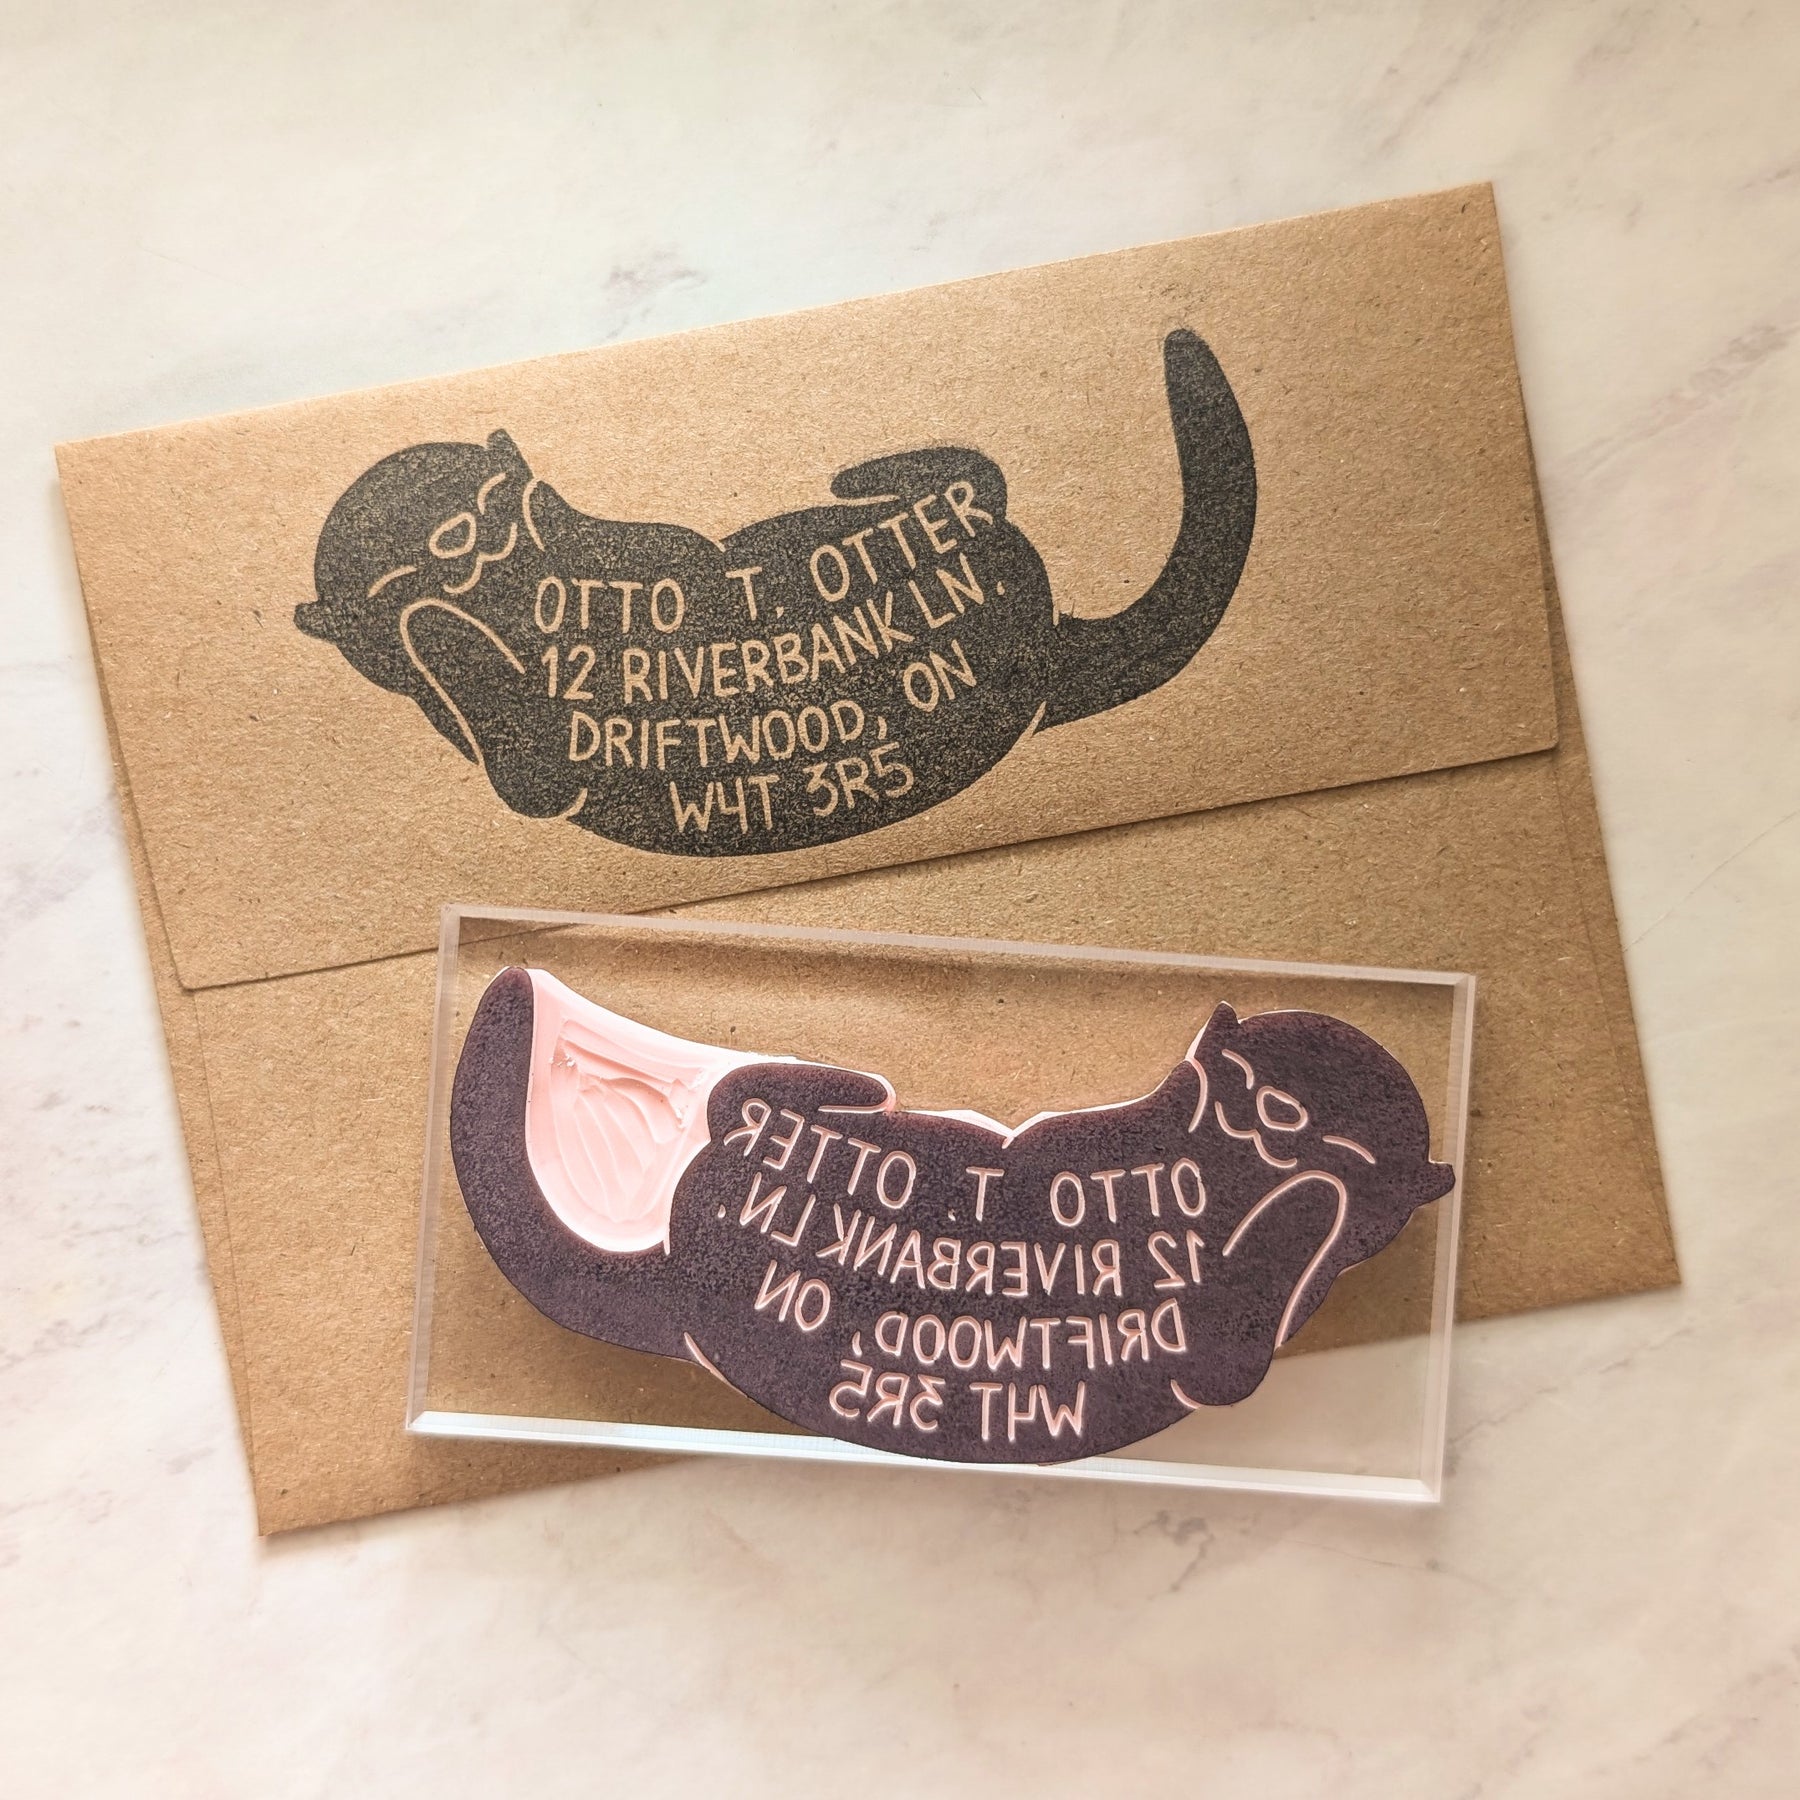 OTTO T. OTTER
12 RIVERBANK LN.
DRIFTWOOD, ON
W4T 3R5
OTTO T. OTTER
12 RIVERBANK LN.
DRIFTWOOD, ON
W4T 3R5